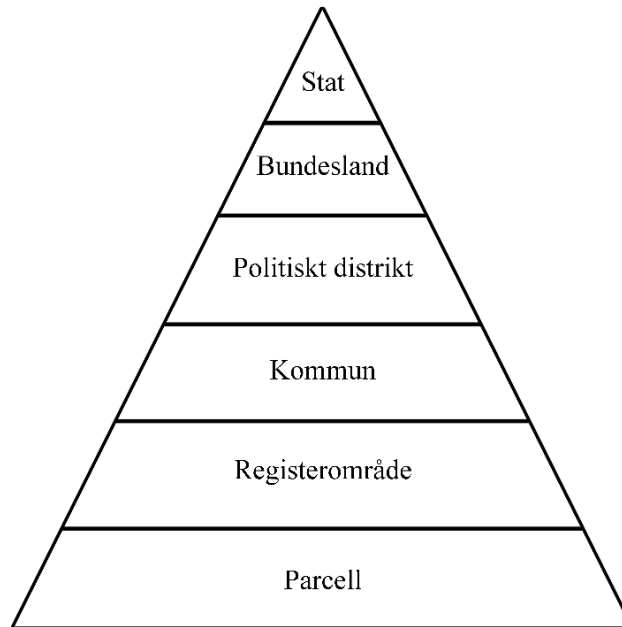 Stat
Bundesland
Politiskt distrikt
Kommun
Registerområde
Parcell